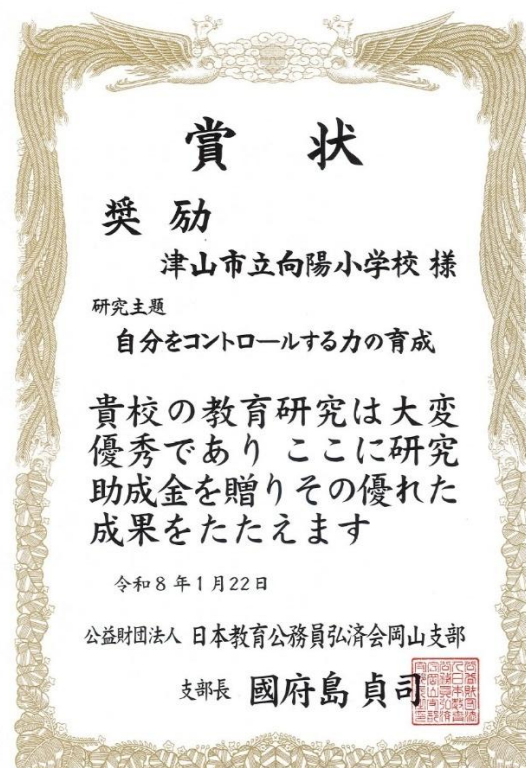 賞 状
奨 励
津山市立向陽小学校 様
研究主題
自分をコントロールする力の育成
貴校の教育研究は大変
優秀であり ここに研究
助成金を贈りその優れた
成果をたたえます
令和8年1月22日
公益財団法人 日本教育公務員弘済会岡山支部
支部長 國府島貞司